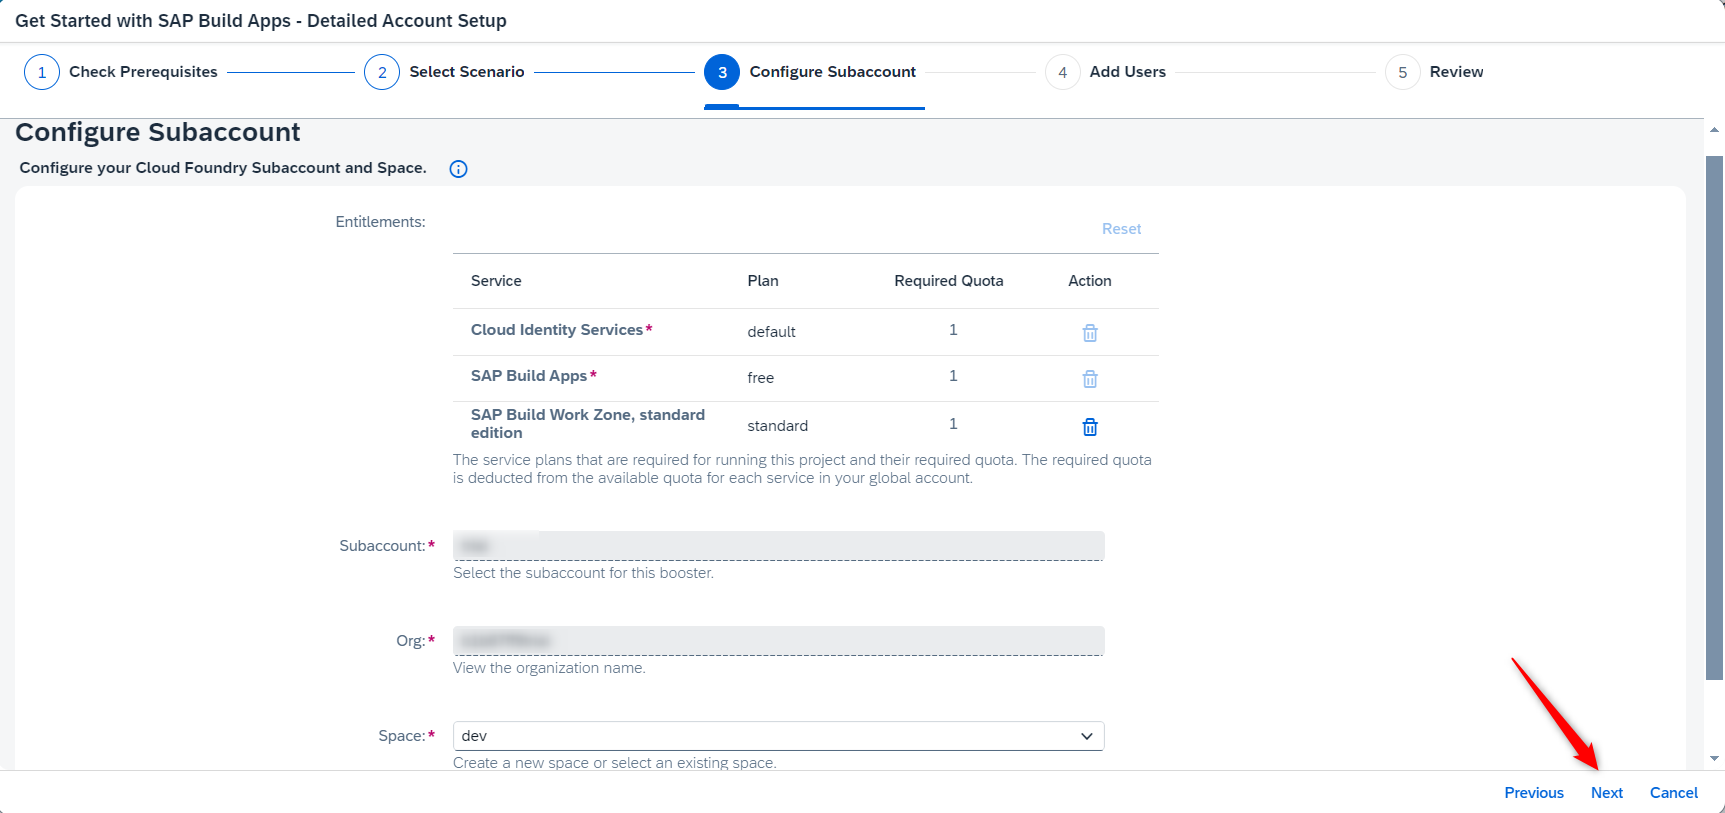 Get Started with SAP Build Apps - Detailed Account Setup
1 Check Prerequisites 2 Select Scenario 3 Configure Subaccount 4 Add Users 5 Review
Configure Subaccount
Configure your Cloud Foundry Subaccount and Space.
Entitlements:
Reset
Service Plan Required Quota Action
Cloud Identity Services* default 1
SAP Build Apps* free 1
SAP Build Work Zone, standard
edition standard 1
The service plans that are required for running this project and their required quota. The required quota
is deducted from the available quota for each service in your global account.
Subaccount:*
Select the subaccount for this booster.
Org:*
View the organization name.
Space:* dev
Create a new space or select an existing space.
Previous Next Cancel